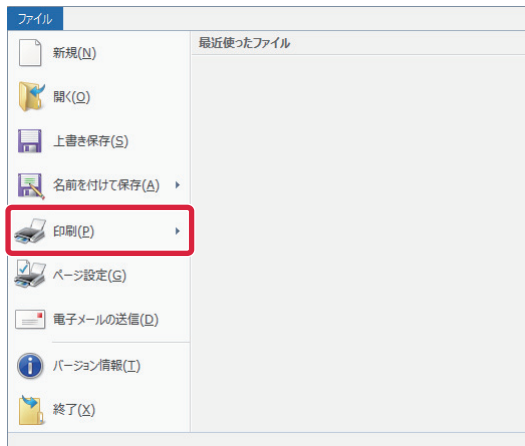 ファイル
新規(N)
最近使ったファイル
開く(O)
上書き保存(S)
名前を付けて保存(A)
印刷(P)
ページ設定(G)
電子メールの送信(D)
バージョン情報(T)
終了(X)